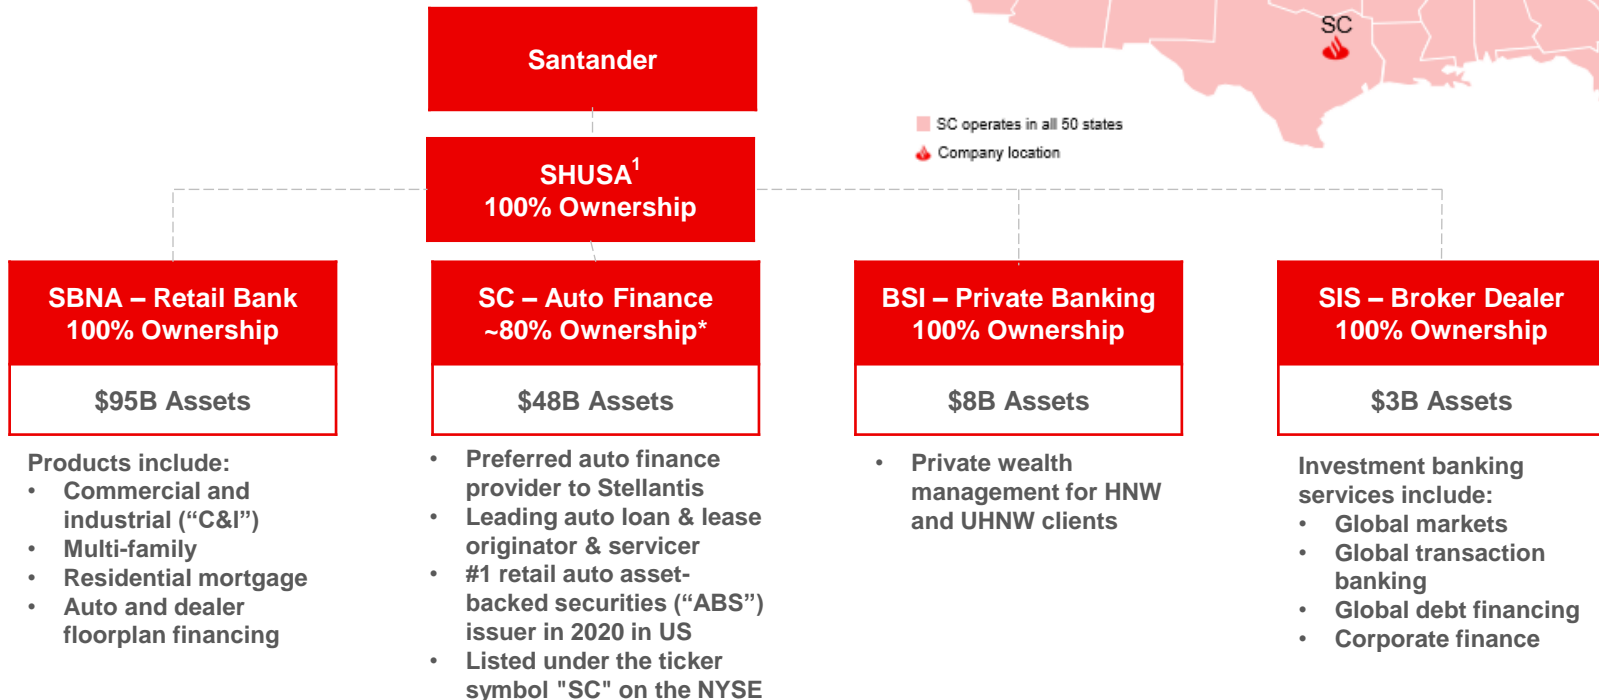 SC
SC operates in all 50 states
Company location
Santander
SHUSA1
100% Ownership
SBNA – Retail Bank
100% Ownership
$95B Assets
Products include:
• Commercial and
industrial (“C&I”)
• Multi-family
• Residential mortgage
• Auto and dealer
floorplan financing
SC – Auto Finance
~80% Ownership*
$48B Assets
• Preferred auto finance
provider to Stellantis
• Leading auto loan & lease
originator & servicer
• #1 retail auto asset-
backed securities (“ABS”)
issuer in 2020 in US
• Listed under the ticker
symbol "SC" on the NYSE
BSI – Private Banking
100% Ownership
$8B Assets
• Private wealth
management for HNW
and UHNW clients
SIS – Broker Dealer
100% Ownership
$3B Assets
Investment banking
services include:
• Global markets
• Global transaction
banking
• Global debt financing
• Corporate finance